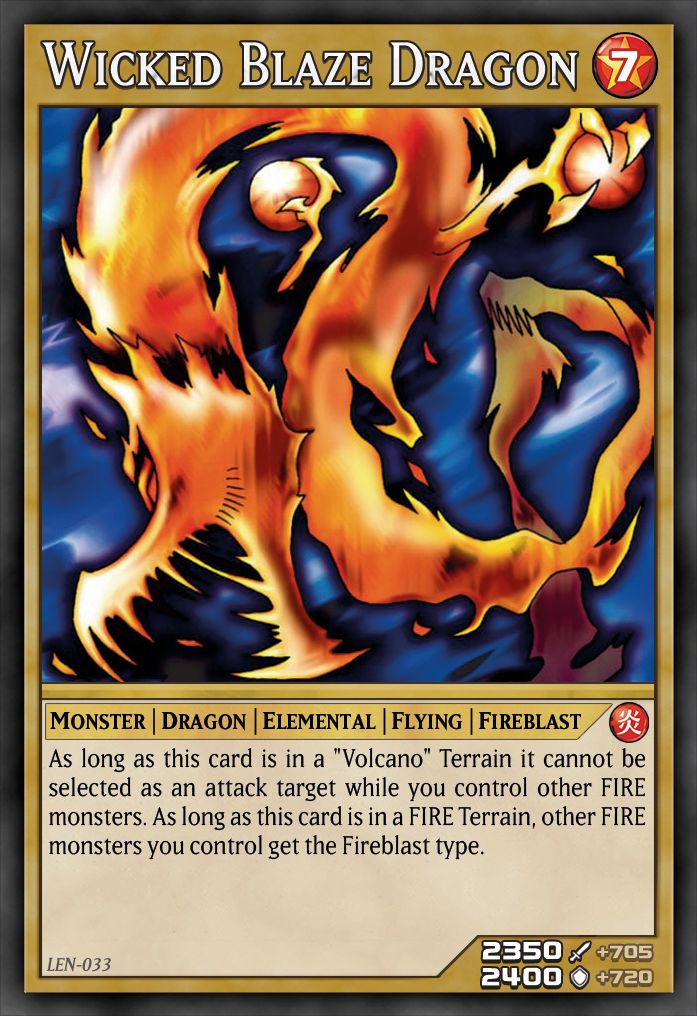 Wicked Blaze Dragon 7
Monster | Dragon | Elemental | Flying | Fireblast 炎
As long as this card is in a "Volcano" Terrain it cannot be
selected as an attack target while you control other FIRE
monsters. As long as this card is in a FIRE Terrain, other FIRE
monsters you control get the Fireblast type.
2350 +705
LEN-033
2400 +720